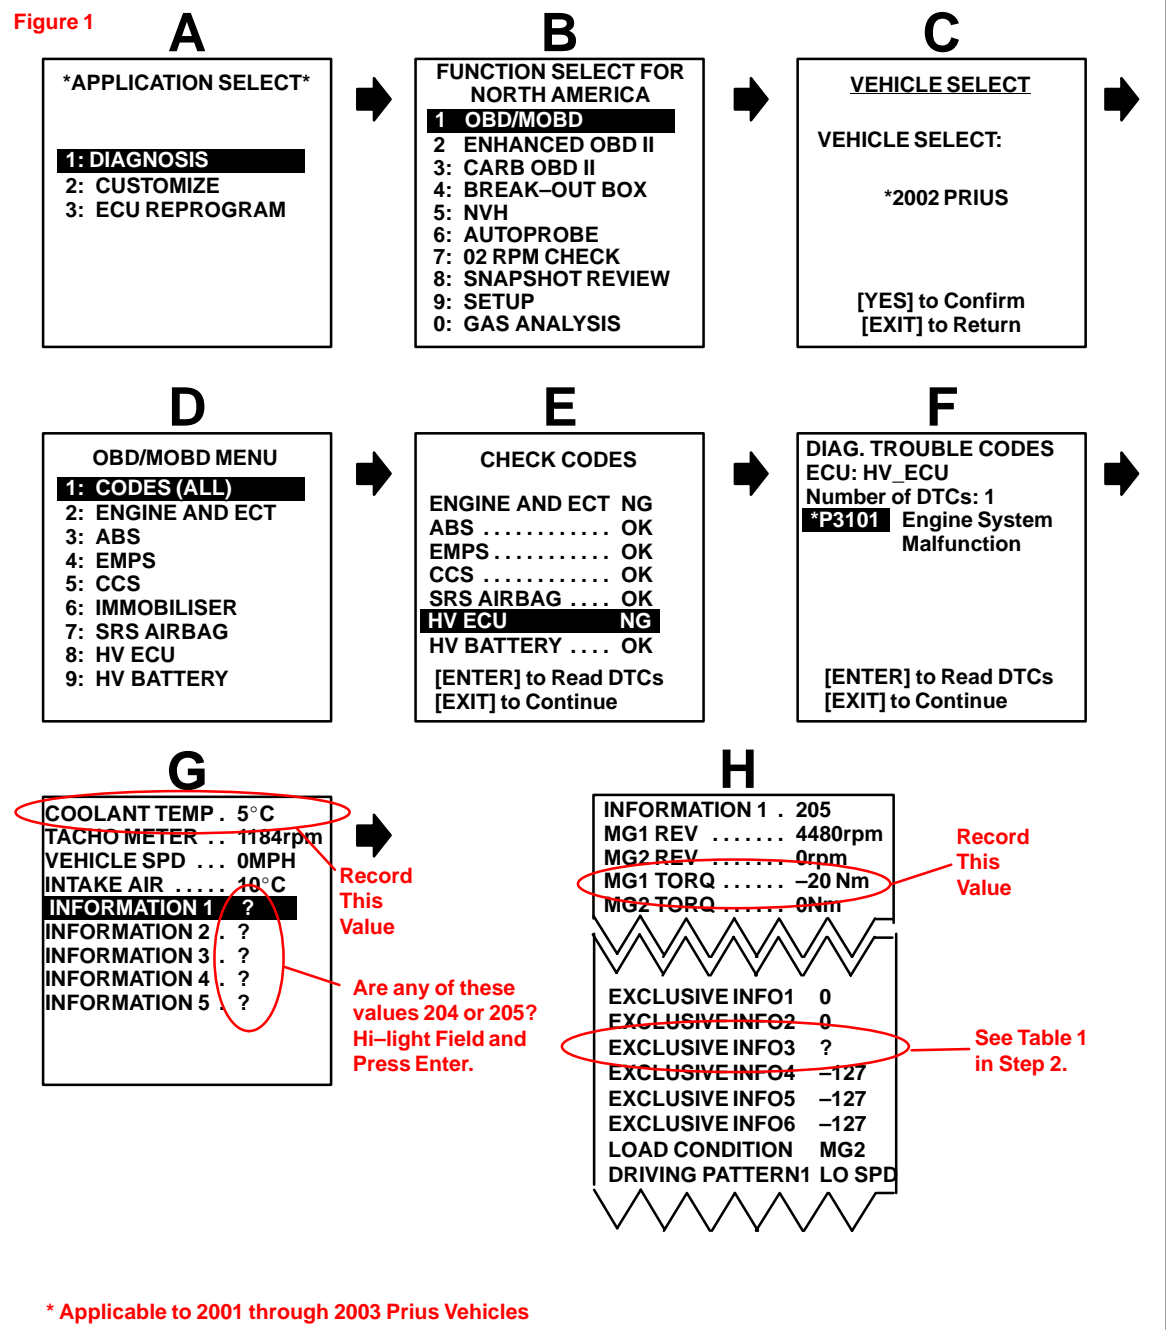 Figure 1
A
*APPLICATION SELECT*
1: DIAGNOSIS
2: CUSTOMIZE
3: ECU REPROGRAM
B
FUNCTION SELECT FOR
NORTH AMERICA
1 OBD/MOBD
2 ENHANCED OBD II
3: CARB OBD II
4: BREAK–OUT BOX
5: NVH
6: AUTOPROBE
7: 02 RPM CHECK
8: SNAPSHOT REVIEW
9: SETUP
0: GAS ANALYSIS
C
VEHICLE SELECT
VEHICLE SELECT:
*2002 PRIUS
[YES] to Confirm
[EXIT] to Return
D
OBD/MOBD MENU
1: CODES (ALL)
2: ENGINE AND ECT
3: ABS
4: EMPS
5: CCS
6: IMMOBILISER
7: SRS AIRBAG
8: HV ECU
9: HV BATTERY
E
CHECK CODES
ENGINE AND ECT NG
ABS . . . . . . . . . . . . OK
EMPS . . . . . . . . . . . OK
CCS . . . . . . . . . . . . OK
SRS AIRBAG . . . . OK
HV ECU NG
HV BATTERY . . . . OK
[ENTER] to Read DTCs
[EXIT] to Continue
F
DIAG. TROUBLE CODES
ECU: HV_ECU
Number of DTCs: 1
*P3101 Engine System
Malfunction
[ENTER] to Read DTCs
[EXIT] to Continue
G
COOLANT TEMP . 5°C
TACHO METER . . 1184rpm
VEHICLE SPD . . . 0MPH
INTAKE AIR . . . . . 10°C
INFORMATION 1 ?
INFORMATION 2 . ?
INFORMATION 3 . ?
INFORMATION 4 . ?
INFORMATION 5 . ?
Record
This
Value
Are any of these
values 204 or 205?
Hi–light Field and
Press Enter.
H
INFORMATION 1 . 205
MG1 REV . . . . . . . 4480rpm
MG2 REV . . . . . . . 0rpm
MG1 TORQ . . . . . . –20 Nm
MG2 TORQ . . . . . . 0Nm
Record
This
Value
EXCLUSIVE INFO1 0
EXCLUSIVE INFO2 0
EXCLUSIVE INFO3 ?
EXCLUSIVE INFO4 –127
EXCLUSIVE INFO5 –127
EXCLUSIVE INFO6 –127
LOAD CONDITION MG2
DRIVING PATTERN1 LO SPD
See Table 1
in Step 2.
* Applicable to 2001 through 2003 Prius Vehicles